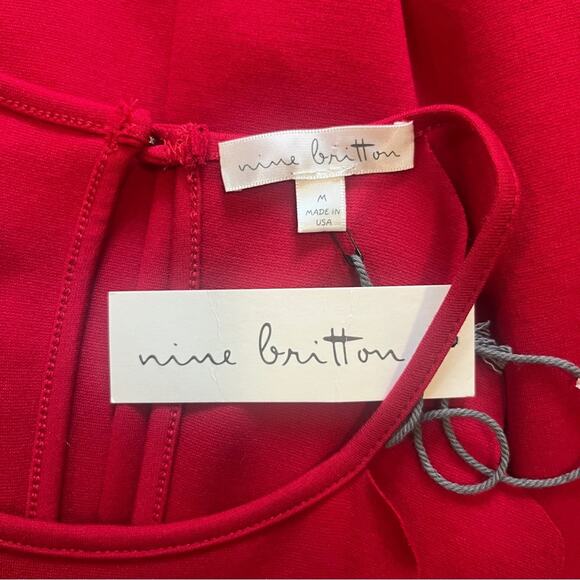 nine britton
M
MADE IN
USA
nine britton